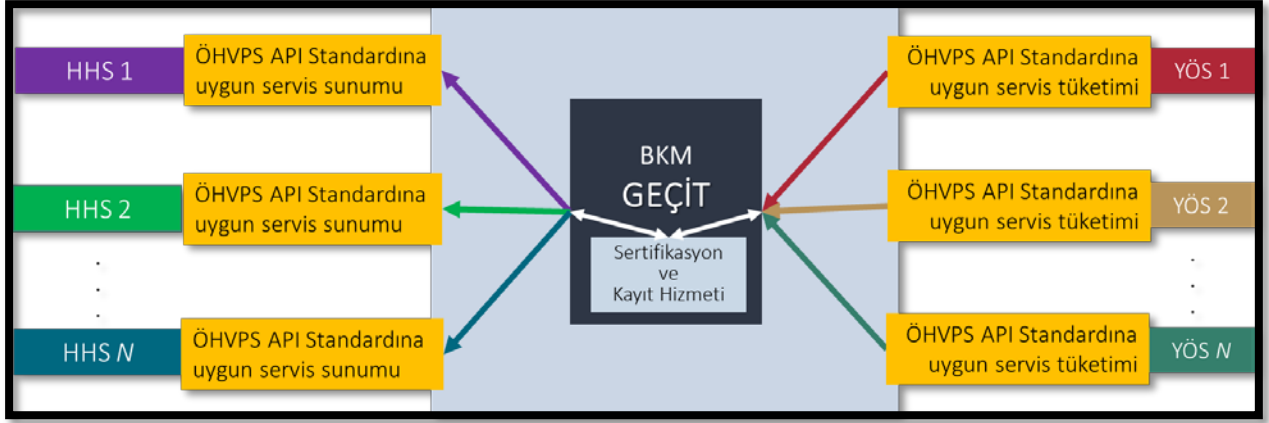 HHS 1
ÖHVPS API Standardına
uygun servis sunumu
HHS 2
ÖHVPS API Standardına
uygun servis sunumu
.
.
.
HHS N
ÖHVPS API Standardına
uygun servis sunumu
BKM
GEÇİT
Sertifikasyon
ve
Kayıt Hizmeti
ÖHVPS API Standardına
uygun servis tüketimi
YÖS 1
ÖHVPS API Standardına
uygun servis tüketimi
YÖS 2
.
.
.
ÖHVPS API Standardına
uygun servis tüketimi
YÖS N